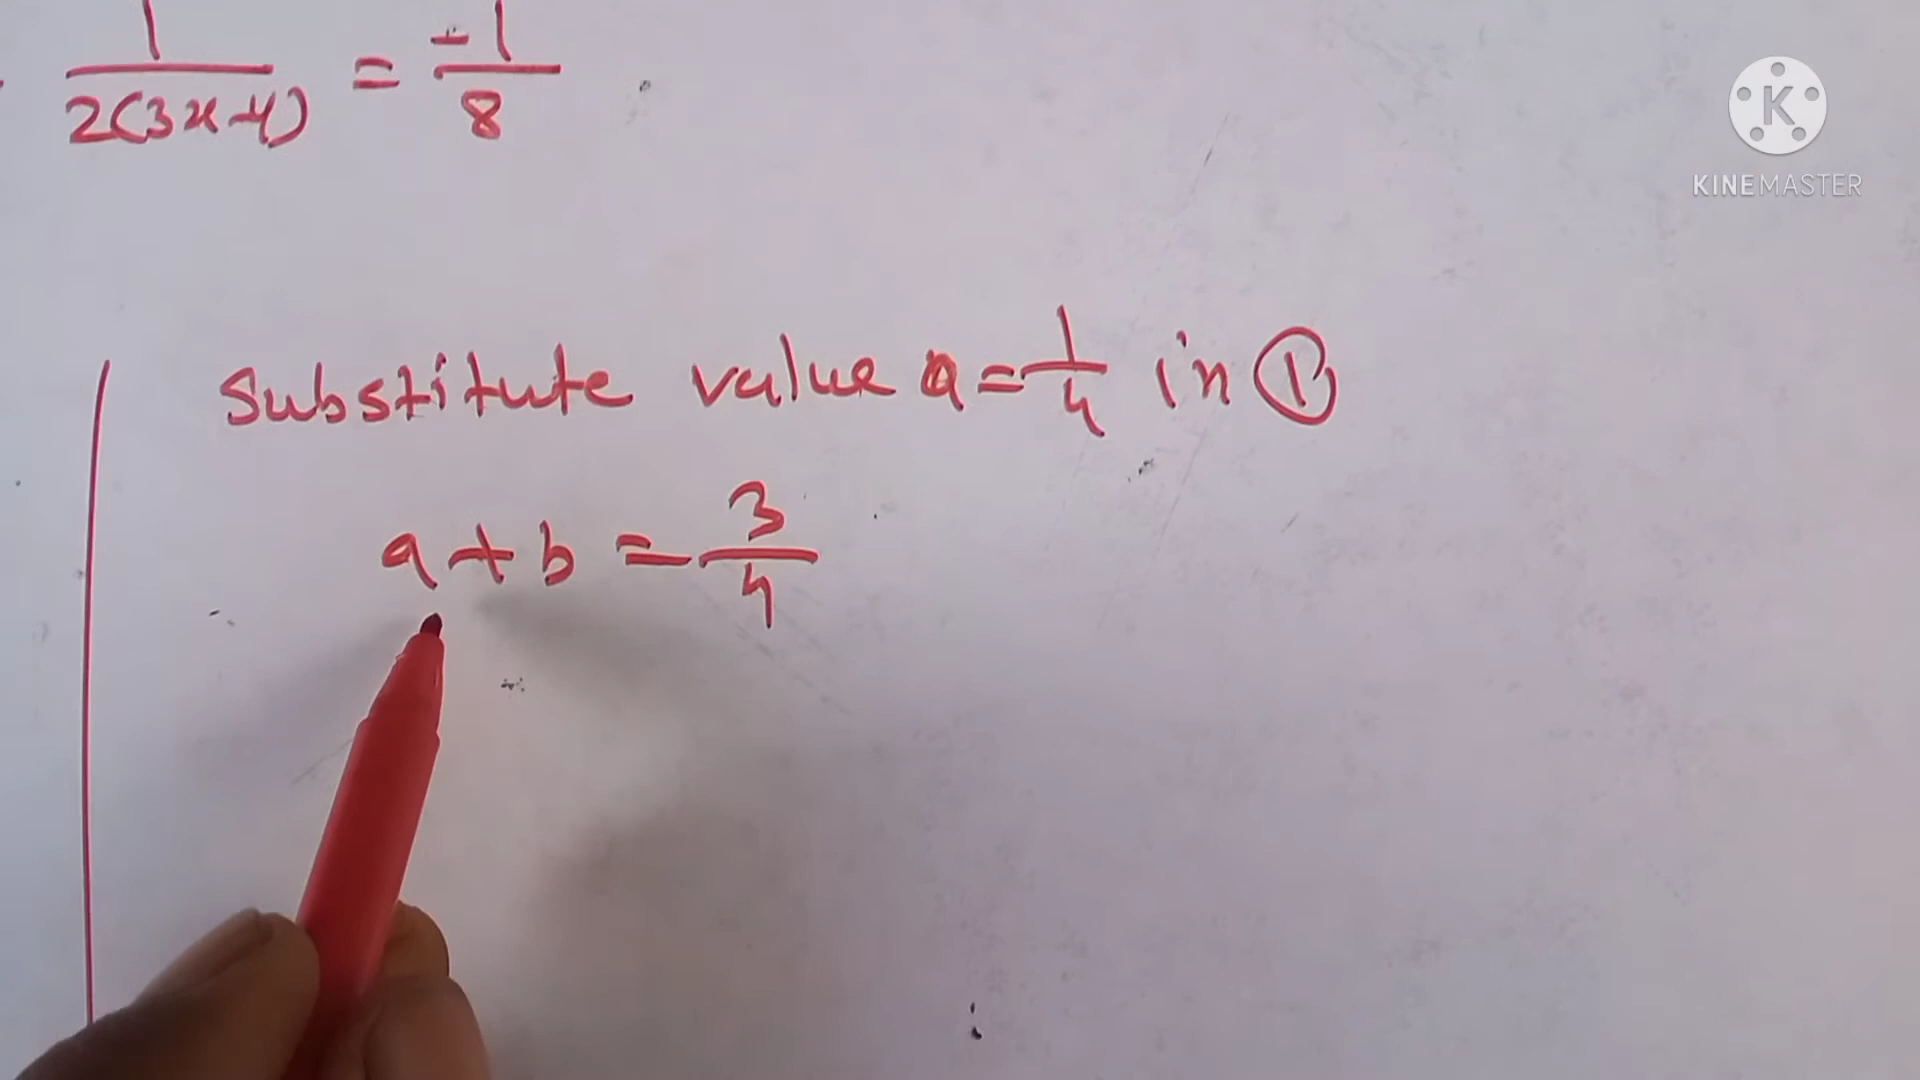 1/2(3x-4) = -1/8
KINEMASTER
Substitute value a = 1/4 in ①
a + b = 3/4